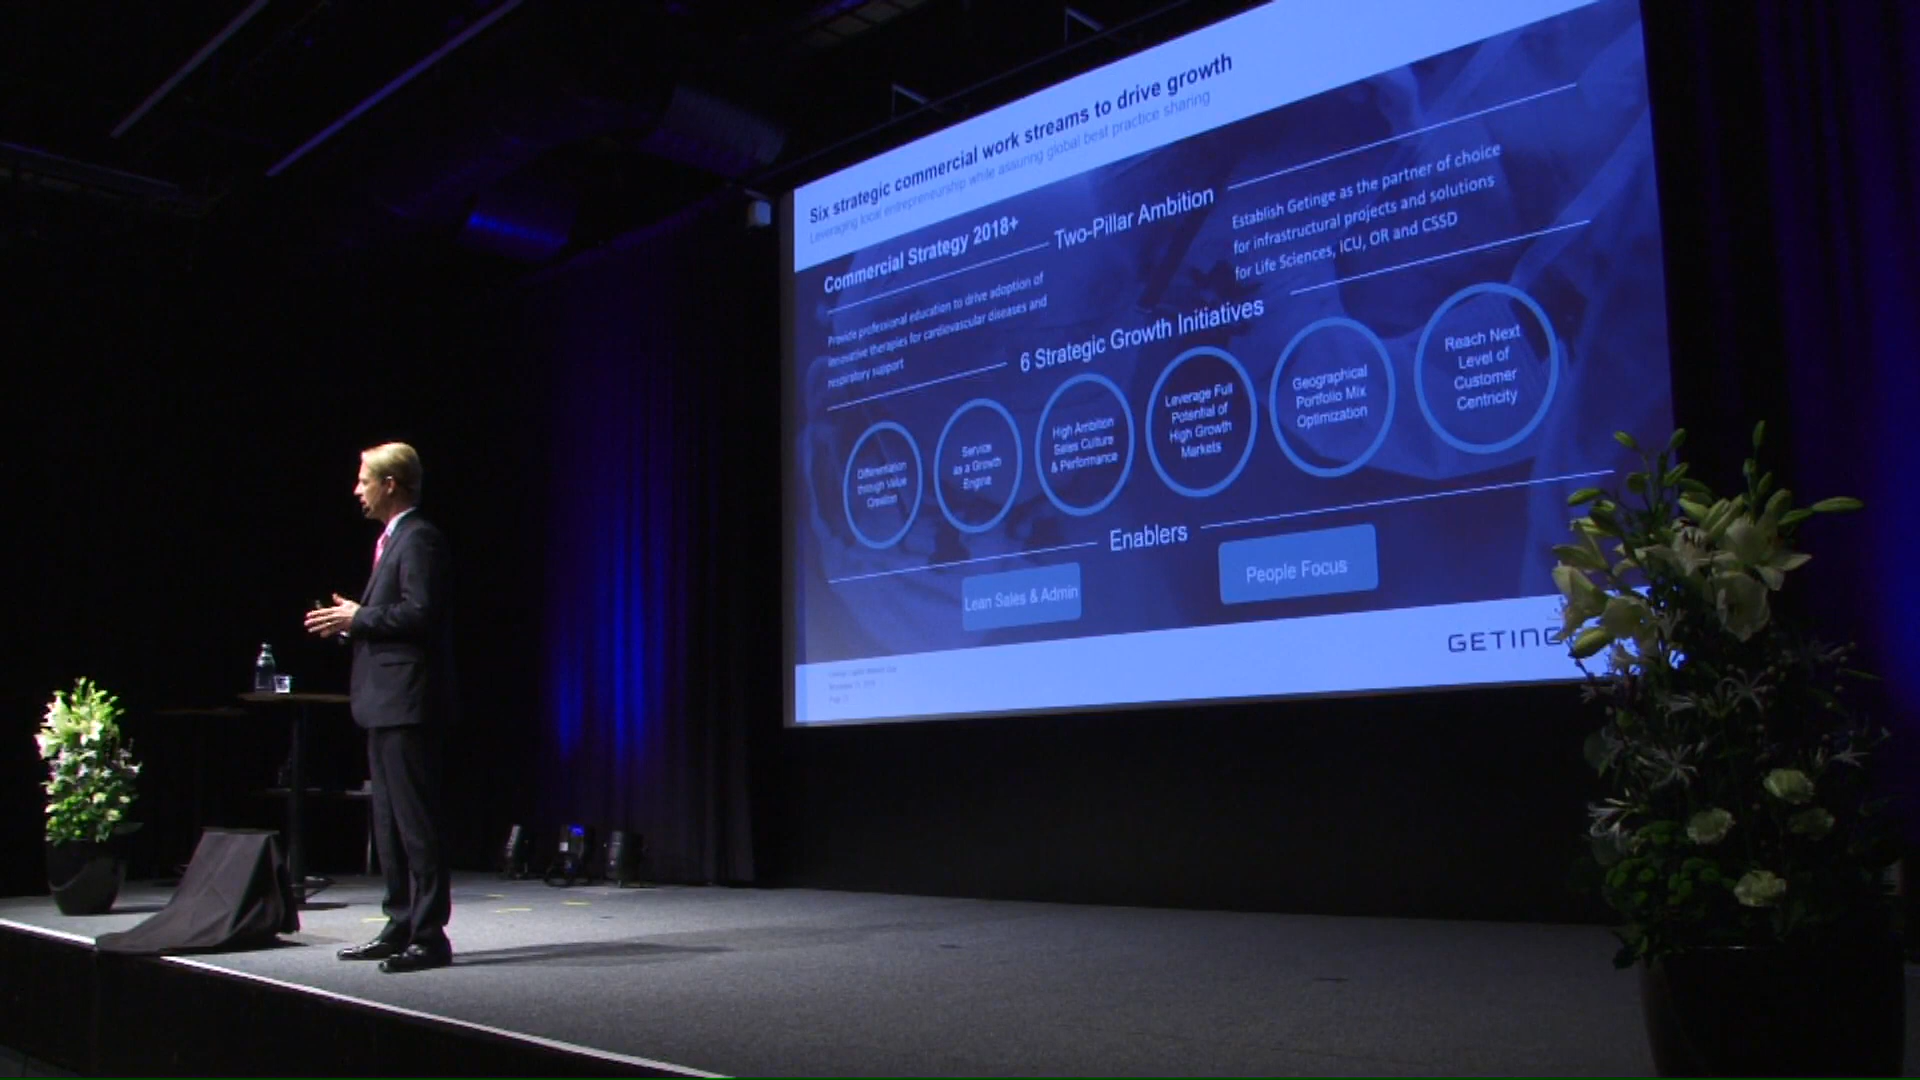 Six strategic commercial work streams to drive growth
Leveraging local entrepreneurship while assuring global best practice sharing
Commercial Strategy 2018+
Two-Pillar Ambition
Provide professional education to drive adoption of
innovative therapies for cardiovascular diseases and
respiratory support
Establish Getinge as the partner of choice
for infrastructural projects and solutions
for Life Sciences, ICU, OR and CSSD
6 Strategic Growth Initiatives
Differentiation
through Value
Creation
Service
as a Growth
Engine
High Ambition
Sales Culture
& Performance
Leverage Full
Potential of
High Growth
Markets
Geographical
Portfolio Mix
Optimization
Reach Next
Level of
Customer
Centricity
Enablers
Lean Sales & Admin
People Focus
GETING